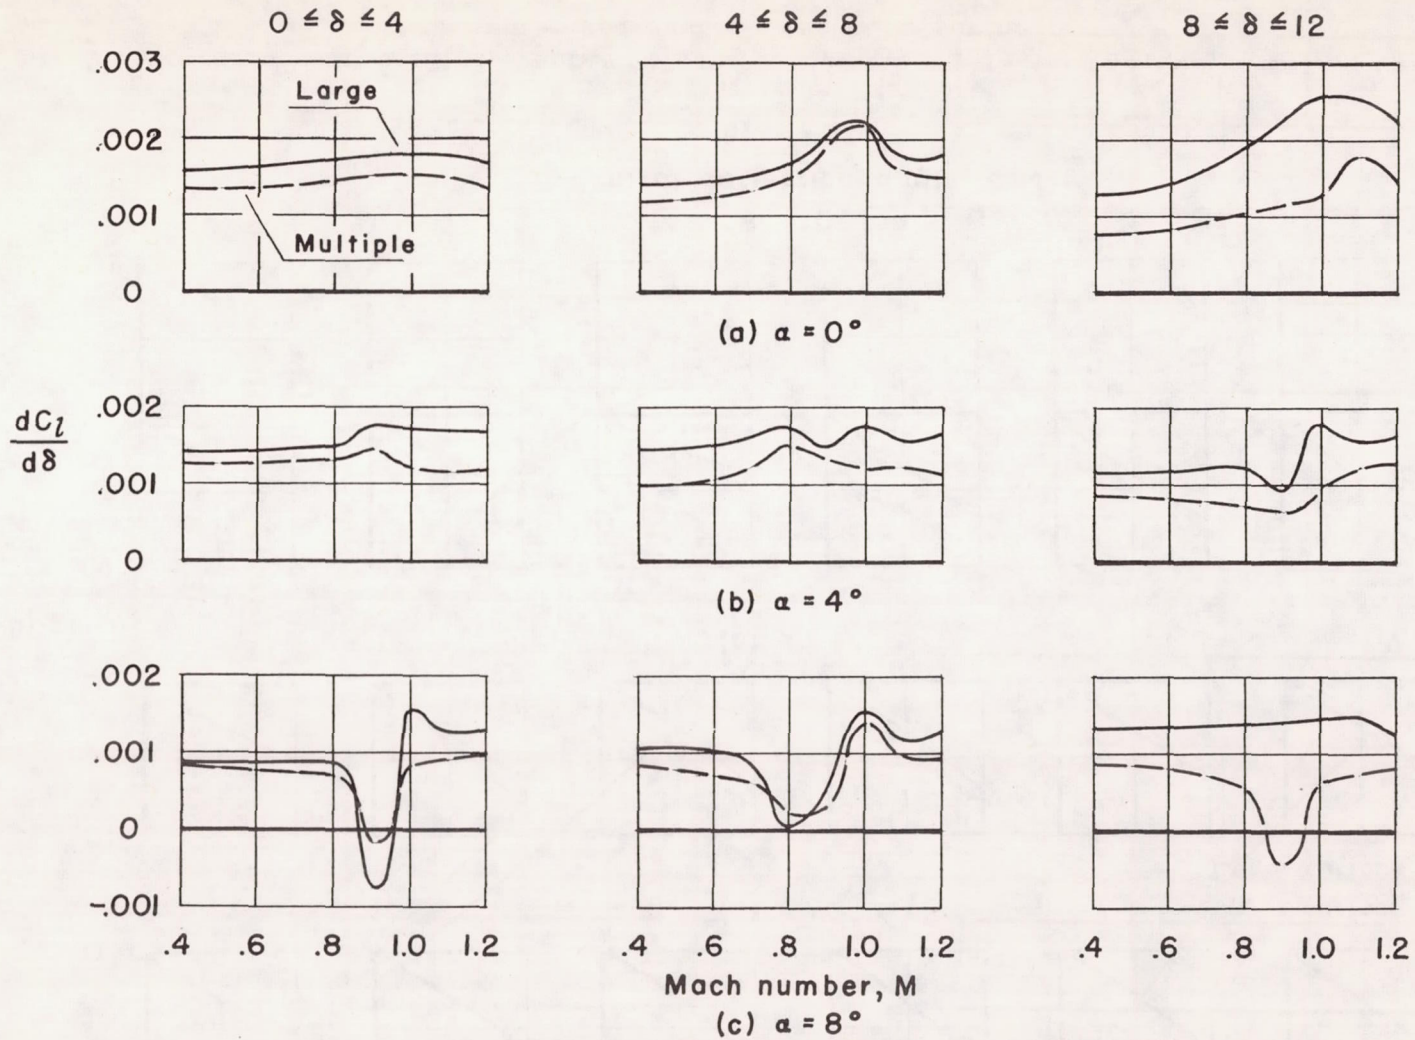 0 ≤ δ ≤ 4
4 ≤ δ ≤ 8
8 ≤ δ ≤ 12
.003
.002
.001
0
Large
Multiple
(a) α = 0°
dC_l
dδ
.002
.001
0
(b) α = 4°
.002
.001
0
-.001
.4 .6 .8 1.0 1.2
.4 .6 .8 1.0 1.2
.4 .6 .8 1.0 1.2
Mach number, M
(c) α = 8°